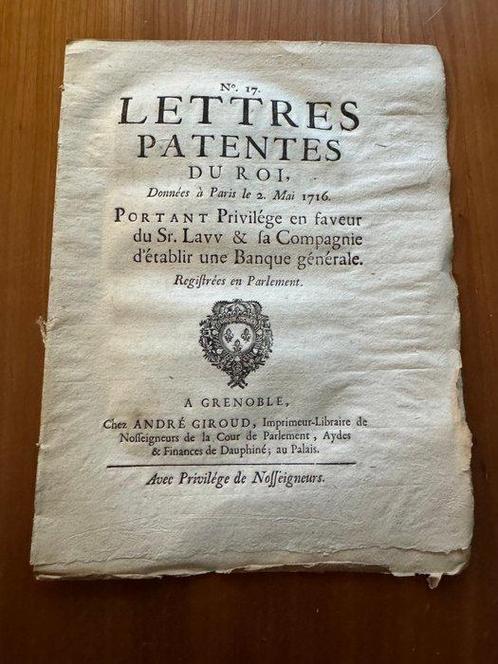 Nº. 17.
LETTRES
PATENTES
DU ROI,
Données à Paris le 2. Mai 1716.
PORTANT Privilége en faveur
du Sr. Lavv & ſa Compagnie
d'établir une Banque générale.
Regiſtrées en Parlement.
A GRENOBLE,
Chez ANDRÉ GIROUD, Imprimeur-Libraire de
Noſſeigneurs de la Cour de Parlement, Aydes
& Finances de Dauphiné; au Palais.
Avec Privilége de Noſſeigneurs.